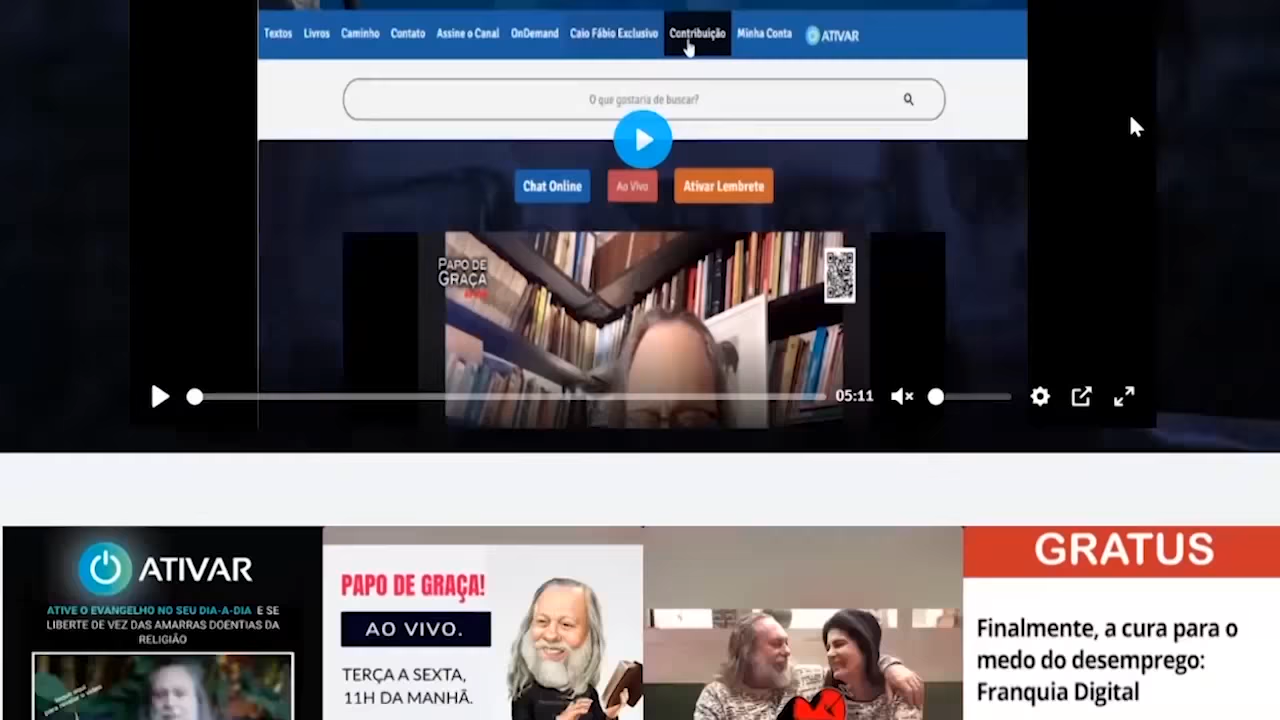 Textos Livros Caminho Contato Assine o Canal OnDemand Caio Fábio Exclusivo Contribuição Minha Conta ATIVAR
O que gostaria de buscar?
Chat Online Ao Vivo Ativar Lembrete
PAPO DE
GRAÇA
05:11
ATIVAR
ATIVE O EVANGELHO NO SEU DIA-A-DIA E SE
LIBERTE DE VEZ DAS AMARRAS DOENTIAS DA
RELIGIÃO
PAPO DE GRAÇA!
AO VIVO.
TERÇA A SEXTA,
11H DA MANHÃ.
GRATUS
Finalmente, a cura para o
medo do desemprego:
Franquia Digital